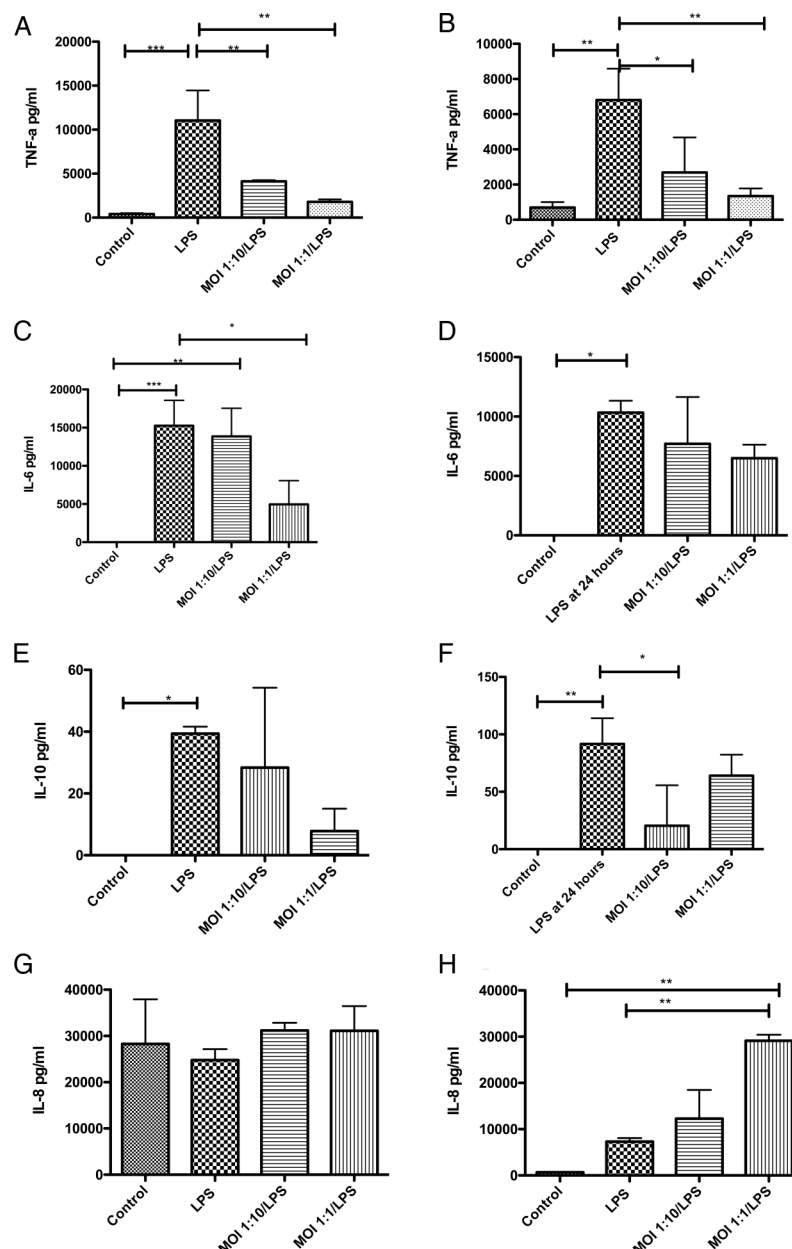 A
TNF-a pg/ml
20000
15000
10000
5000
0
***
**
**
Control
LPS
MOI 1:10/LPS
MOI 1:1/LPS
B
TNF-a pg/ml
10000
8000
6000
4000
2000
0
**
*
**
Control
LPS
MOI 1:10/LPS
MOI 1:1/LPS
C
IL-6 pg/ml
20000
15000
10000
5000
0
*
**
***
Control
LPS
MOI 1:10/LPS
MOI 1:1/LPS
D
IL-6 pg/ml
15000
10000
5000
0
*
Control
LPS at 24 hours
MOI 1:10/LPS
MOI 1:1/LPS
E
IL-10 pg/ml
60
40
20
0
*
Control
LPS
MOI 1:10/LPS
MOI 1:1/LPS
F
IL-10 pg/ml
150
100
50
0
**
*
Control
LPS at 24 hours
MOI 1:10/LPS
MOI 1:1/LPS
G
IL-8 pg/ml
40000
30000
20000
10000
0
Control
LPS
MOI 1:10/LPS
MOI 1:1/LPS
H
IL-8 pg/ml
40000
30000
20000
10000
0
**
**
Control
LPS
MOI 1:10/LPS
MOI 1:1/LPS